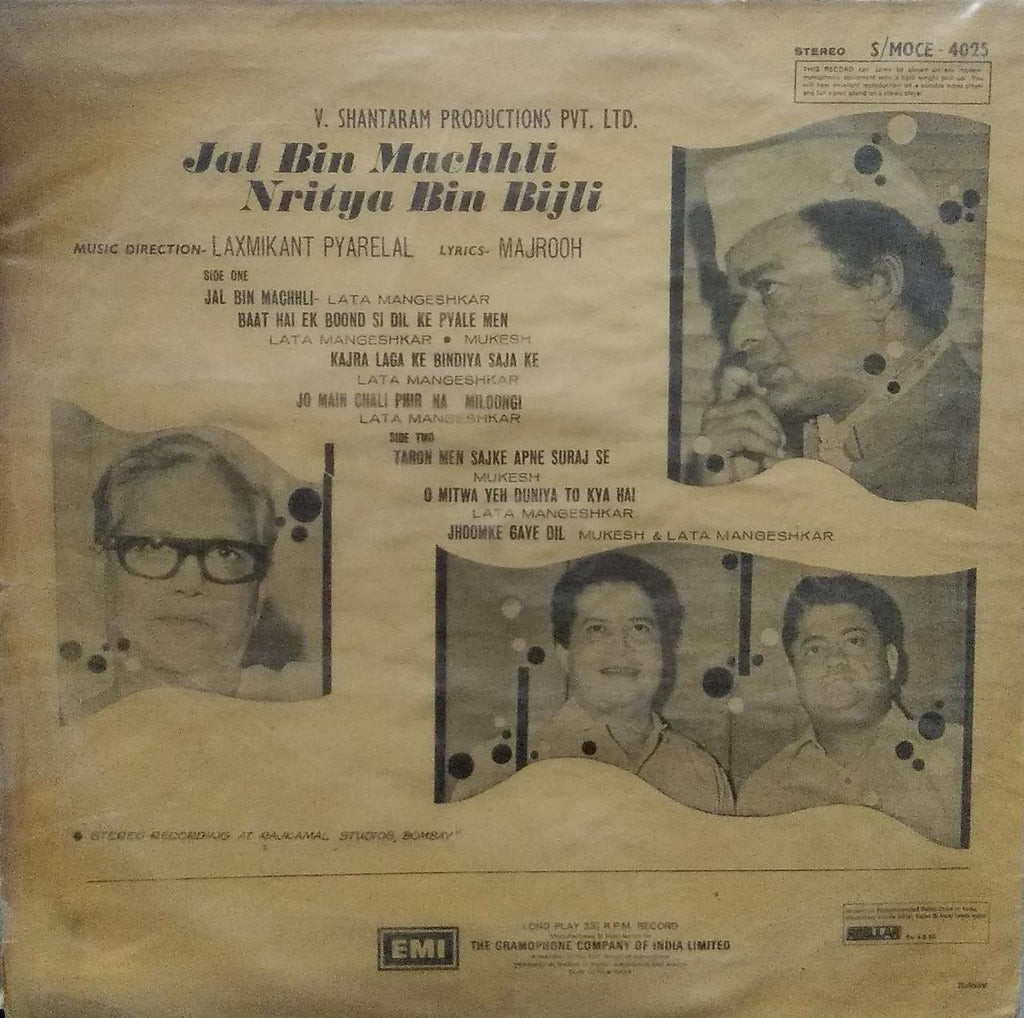 STEREO S/MOCE - 4025
THIS RECORD can
V. SHANTARAM PRODUCTIONS PVT. LTD.
Jal Bin Machhli
Nritya Bin Bijli
MUSIC DIRECTION- LAXMIKANT PYARELAL LYRICS- MAJROOH
SIDE ONE
JAL BIN MACHHLI- LATA MANGESHKAR
BAAT HAI EK BOOND SI DIL KE PYALE MEN
LATA MANGESHKAR • MUKESH
KAJRA LAGA KE BINDIYA SAJA KE
LATA MANGESHKAR
JO MAIN CHALI PHIR NA MILOONGI
LATA MANGESHKAR
SIDE TWO
TARON MEN SAJKE APNE SURAJ SE
MUKESH
O MITWA YEH DUNIYA TO KYA HAI
LATA MANGESHKAR
JHOOMKE GAYE DIL MUKESH & LATA MANGESHKAR
• STEREO RECORDING AT RAJKAMAL STUDIOS, BOMBAY
LONG PLAY 33⅓ R.P.M. RECORD
EMI THE GRAMOPHONE COMPANY OF INDIA LIMITED